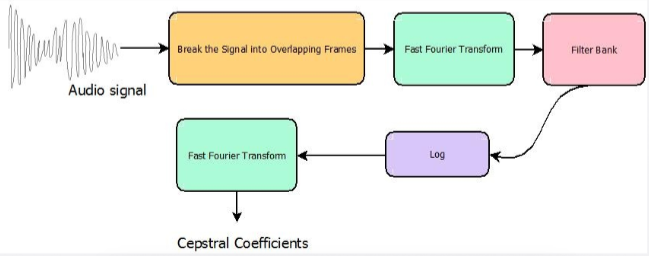 Audio signal
Break the Signal into Overlapping Frames
Fast Fourier Transform
Filter Bank
Log
Fast Fourier Transform
Cepstral Coefficients